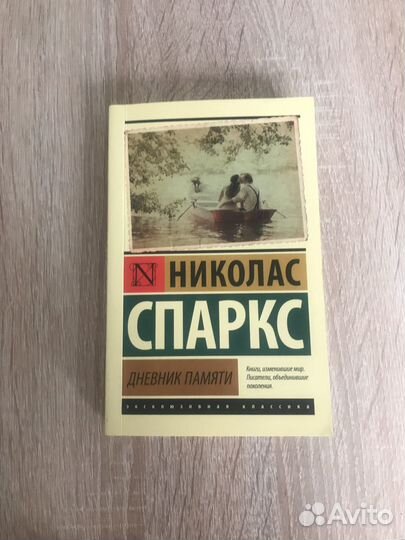 N
НИКОЛАС
СПАРКС
ДНЕВНИК ПАМЯТИ
Книги, изменившие мир.
Писатели, объединившие
поколения.
ЭКСКЛЮЗИВНАЯ КЛАССИКА
Avito